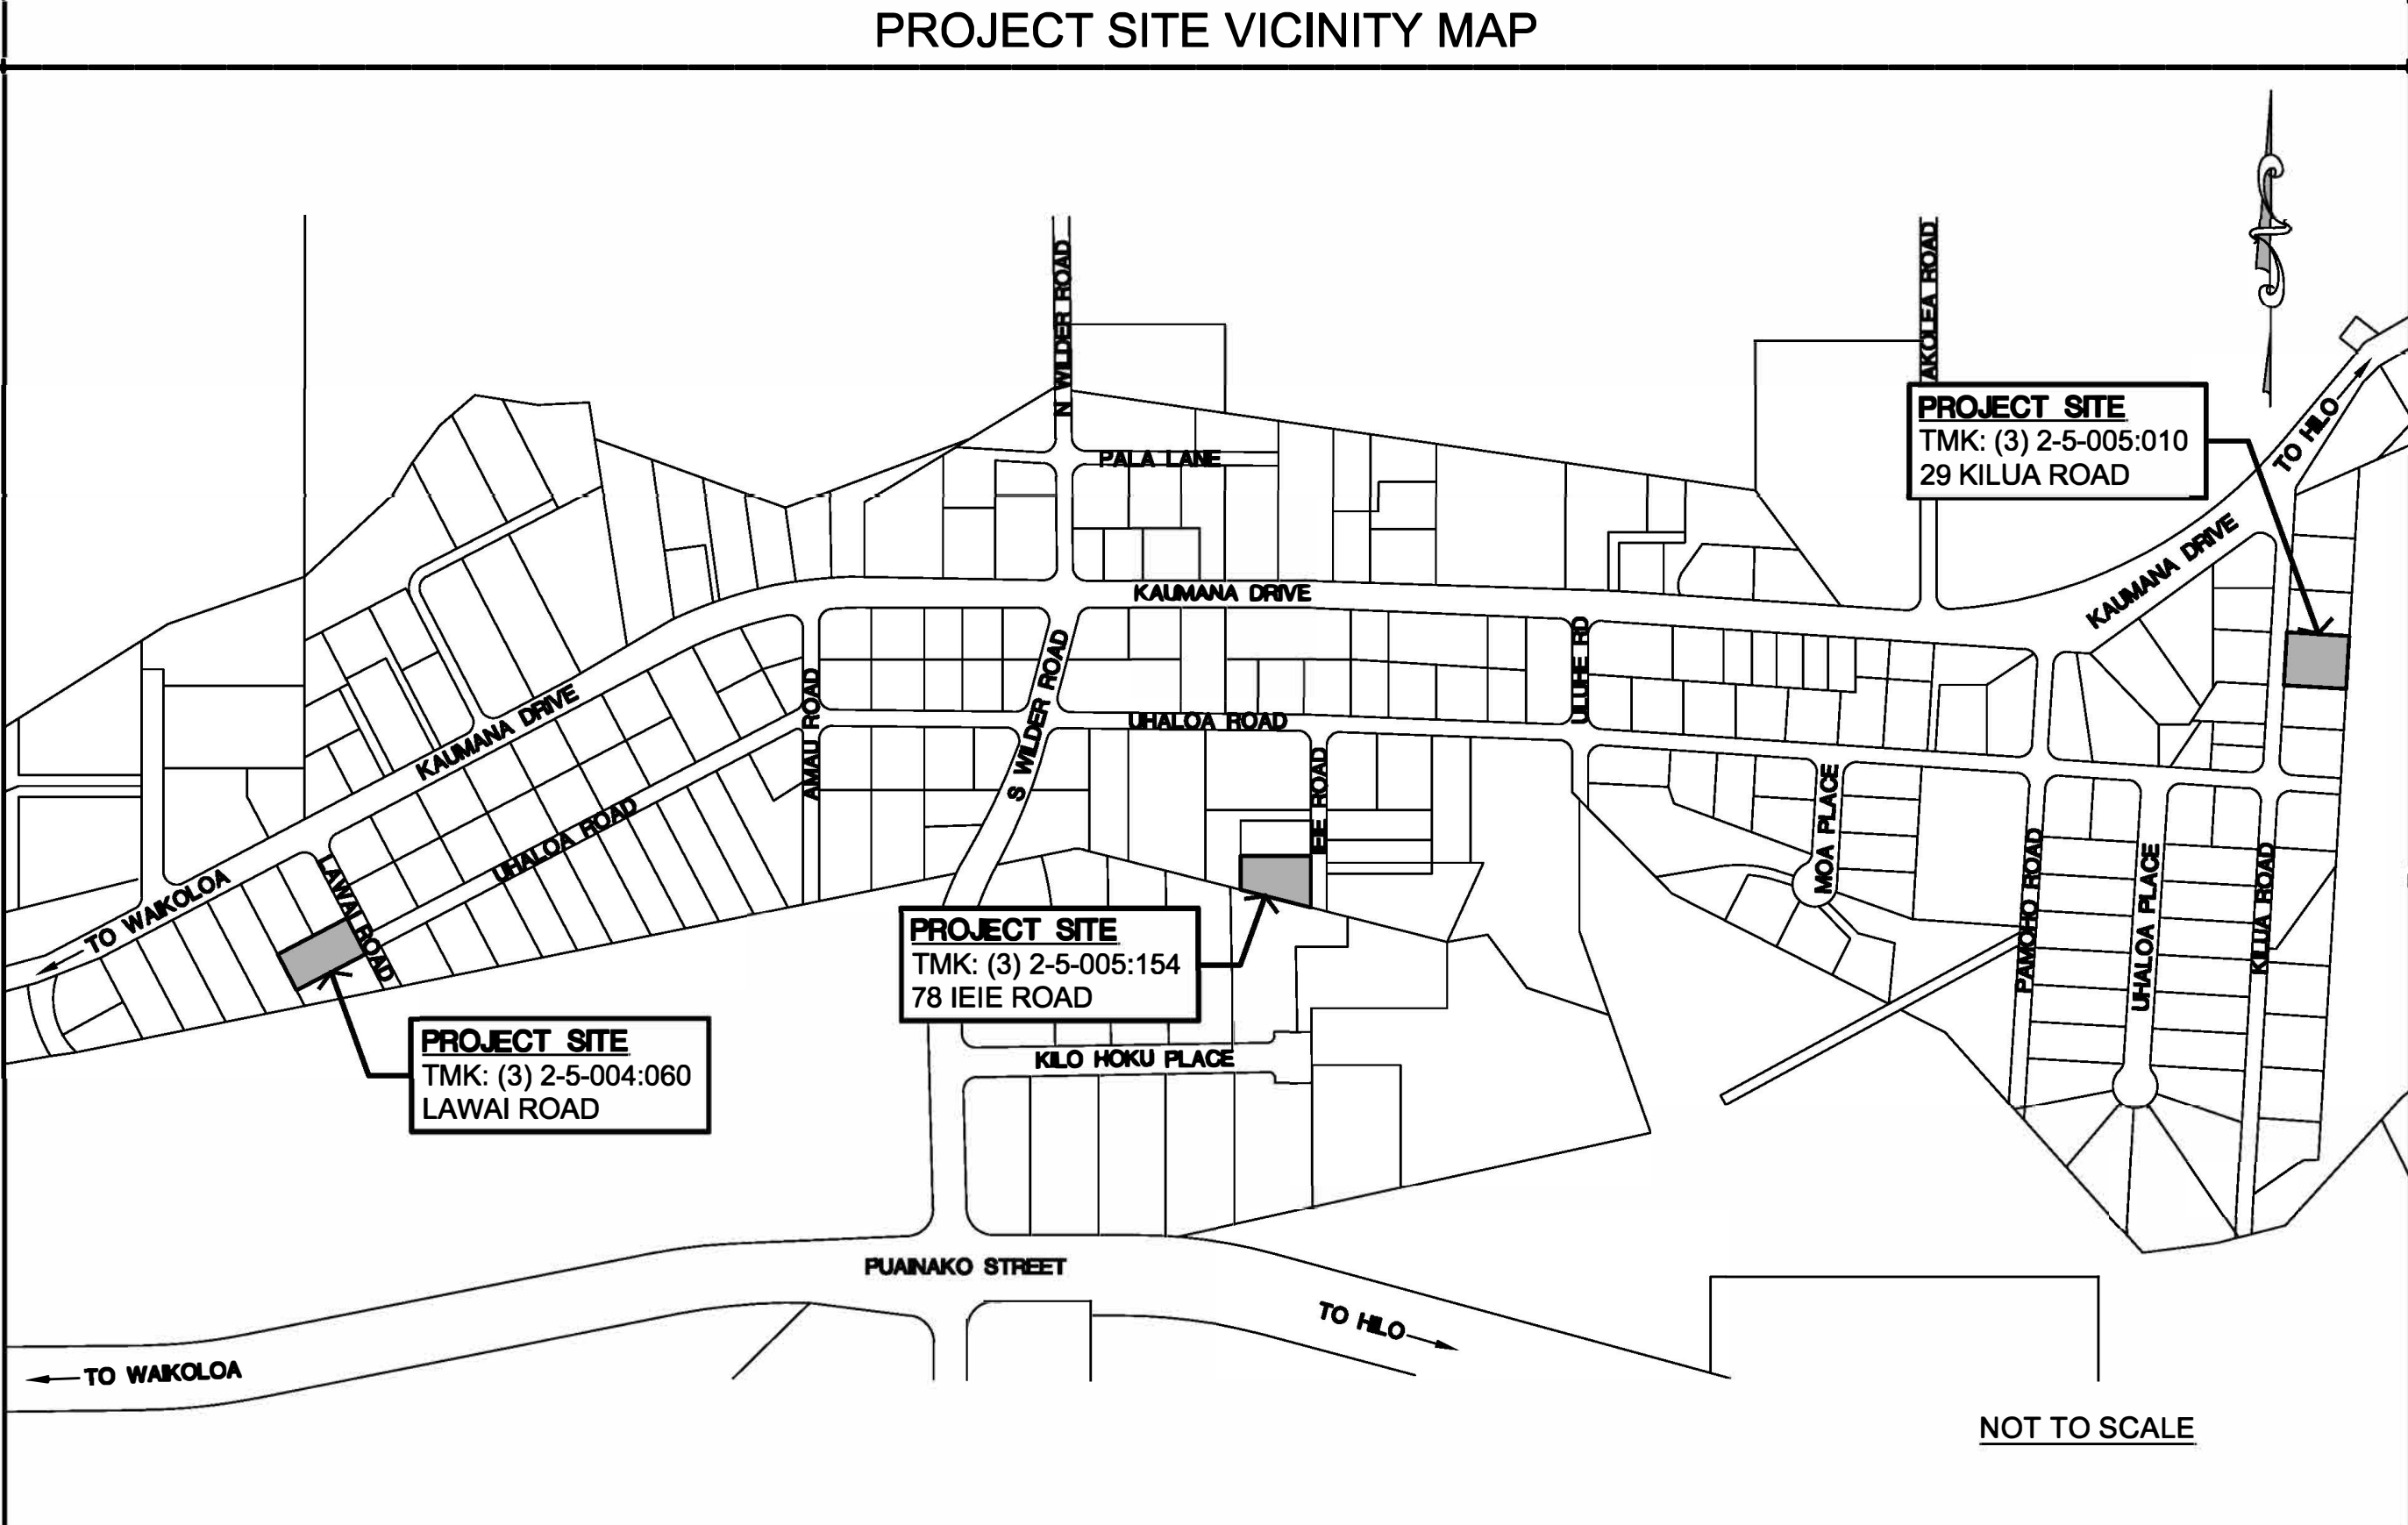 PROJECT SITE VICINITY MAP
N WILDER ROAD
AKOLEA ROAD
PROJECT SITE
TMK: (3) 2-5-005:010
29 KILUA ROAD
TO HILO
PALA LANE
KAUMANA DRIVE
KAUMANA DRIVE
KAUMANA DRIVE
ULUHE RD
S WILDER ROAD
AMAU ROAD
AMAU ROAD
UHALOA ROAD
UHALOA ROAD
IEIE ROAD
MOA PLACE
PAMOHO ROAD
UHALOA PLACE
KILUA ROAD
LAWAI ROAD
TO WAIKOLOA
PROJECT SITE
TMK: (3) 2-5-005:154
78 IEIE ROAD
PROJECT SITE
TMK: (3) 2-5-004:060
LAWAI ROAD
KILO HOKU PLACE
PUAINAKO STREET
TO HILO
TO WAIKOLOA
NOT TO SCALE